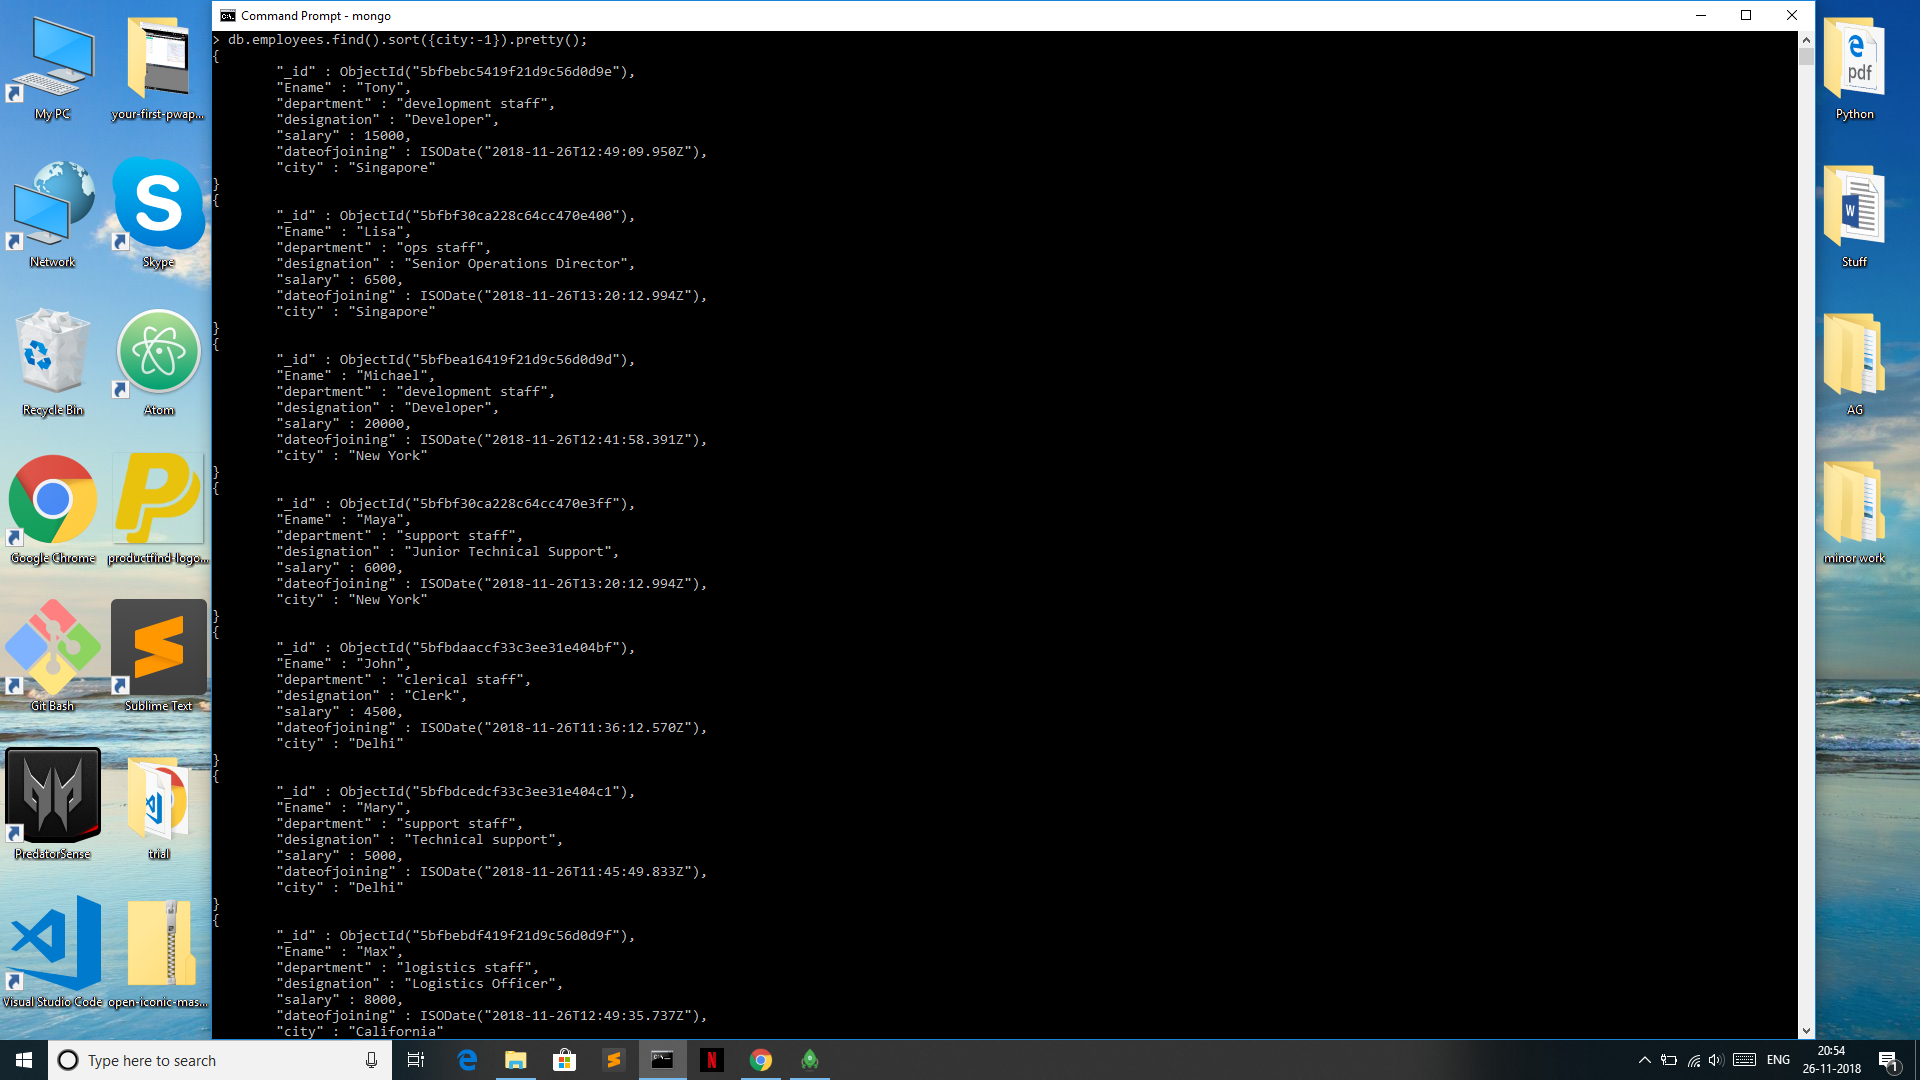 Command Prompt - mongo
> db.employees.find().sort({city:-1}).pretty();
{
"_id" : ObjectId("5bfbebc5419f21d9c56d0d9e"),
"Ename" : "Tony",
"department" : "development staff",
"designation" : "Developer",
"salary" : 15000,
"dateofjoining" : ISODate("2018-11-26T12:49:09.950Z"),
"city" : "Singapore"
}
{
"_id" : ObjectId("5bfbf30ca228c64cc470e400"),
"Ename" : "Lisa",
"department" : "ops staff",
"designation" : "Senior Operations Director",
"salary" : 6500,
"dateofjoining" : ISODate("2018-11-26T13:20:12.994Z"),
"city" : "Singapore"
}
{
"_id" : ObjectId("5bfbea16419f21d9c56d0d9d"),
"Ename" : "Michael",
"department" : "development staff",
"designation" : "Developer",
"salary" : 20000,
"dateofjoining" : ISODate("2018-11-26T12:41:58.391Z"),
"city" : "New York"
}
{
"_id" : ObjectId("5bfbf30ca228c64cc470e3ff"),
"Ename" : "Maya",
"department" : "support staff",
"designation" : "Junior Technical Support",
"salary" : 6000,
"dateofjoining" : ISODate("2018-11-26T13:20:12.994Z"),
"city" : "New York"
}
{
"_id" : ObjectId("5bfbdaaccf33c3ee31e404bf"),
"Ename" : "John",
"department" : "clerical staff",
"designation" : "Clerk",
"salary" : 4500,
"dateofjoining" : ISODate("2018-11-26T11:36:12.570Z"),
"city" : "Delhi"
}
{
"_id" : ObjectId("5bfbdcedcf33c3ee31e404c1"),
"Ename" : "Mary",
"department" : "support staff",
"designation" : "Technical support",
"salary" : 5000,
"dateofjoining" : ISODate("2018-11-26T11:45:49.833Z"),
"city" : "Delhi"
}
{
"_id" : ObjectId("5bfbebdf419f21d9c56d0d9f"),
"Ename" : "Max",
"department" : "logistics staff",
"designation" : "Logistics Officer",
"salary" : 8000,
"dateofjoining" : ISODate("2018-11-26T12:49:35.737Z"),
"city" : "California"
My PC
your-first-pwap...
Network
Skype
Recycle Bin
Atom
Google Chrome
productfind-logo...
Git Bash
Sublime Text
PredatorSense
trial
Visual Studio Code
open-iconic-mas...
pdf
Python
W
Stuff
AG
minor work
Type here to search
ENG
20:54
26-11-2018
1